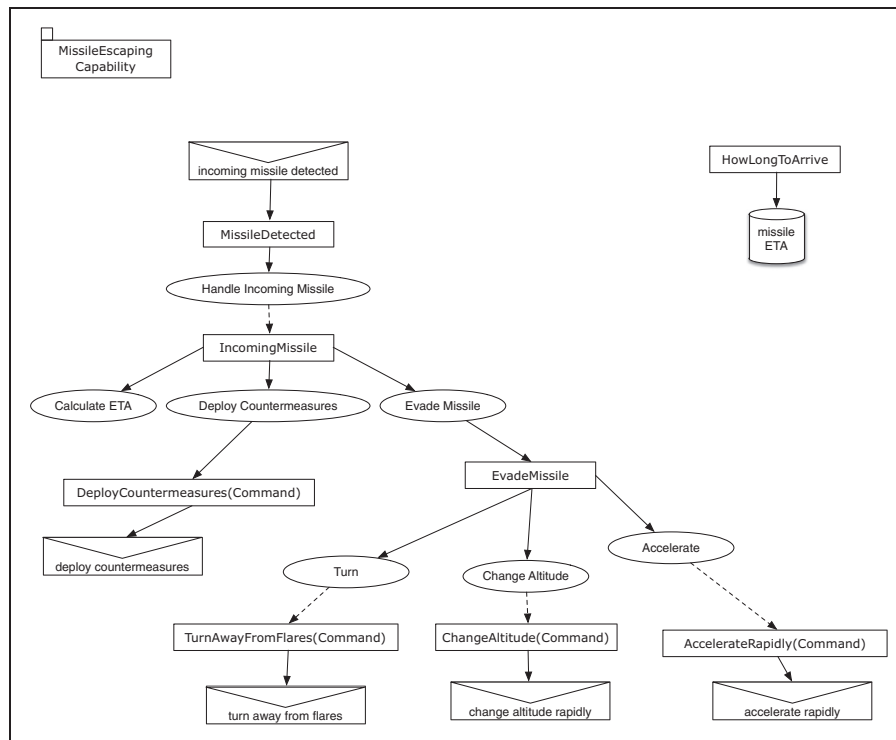 MissileEscaping
Capability
incoming missile detected
HowLongToArrive
MissileDetected
missile
ETA
Handle Incoming Missile
IncomingMissile
Calculate ETA
Deploy Countermeasures
Evade Missile
EvadeMissile
DeployCountermeasures(Command)
Accelerate
deploy countermeasures
Turn
Change Altitude
TurnAwayFromFlares(Command)
ChangeAltitude(Command)
AccelerateRapidly(Command)
turn away from flares
change altitude rapidly
accelerate rapidly